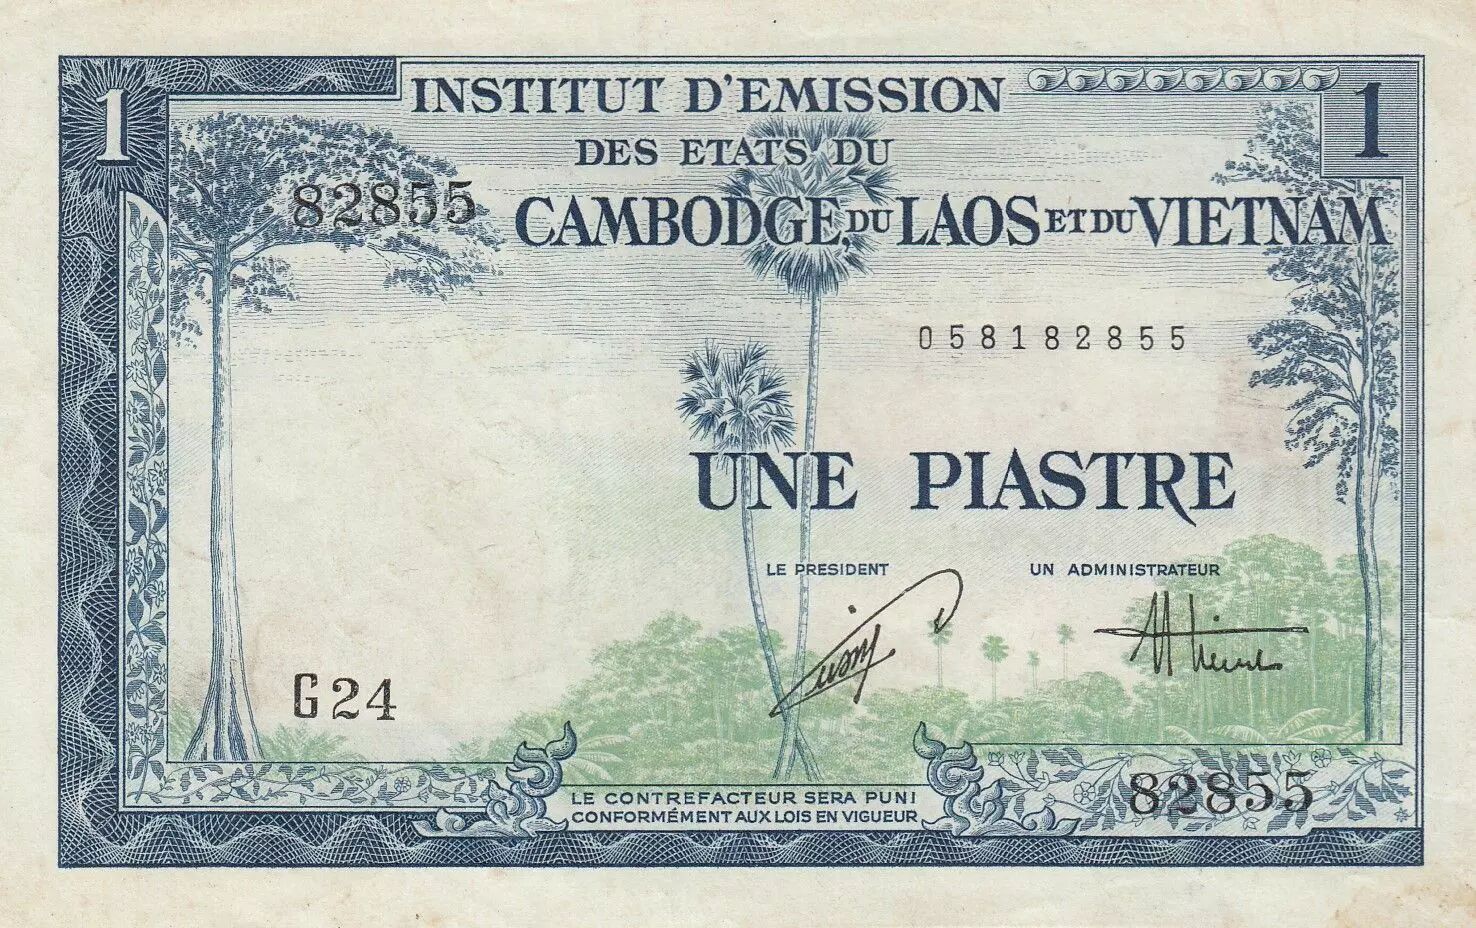 1
INSTITUT D'EMISSION
1
DES ETATS DU
82855
CAMBODGE, DU LAOS ET DU VIETNAM
058182855
UNE PIASTRE
LE PRESIDENT
UN ADMINISTRATEUR
G24
LE CONTREFACTEUR SERA PUNI
CONFORMÉMENT AUX LOIS EN VIGUEUR
82855